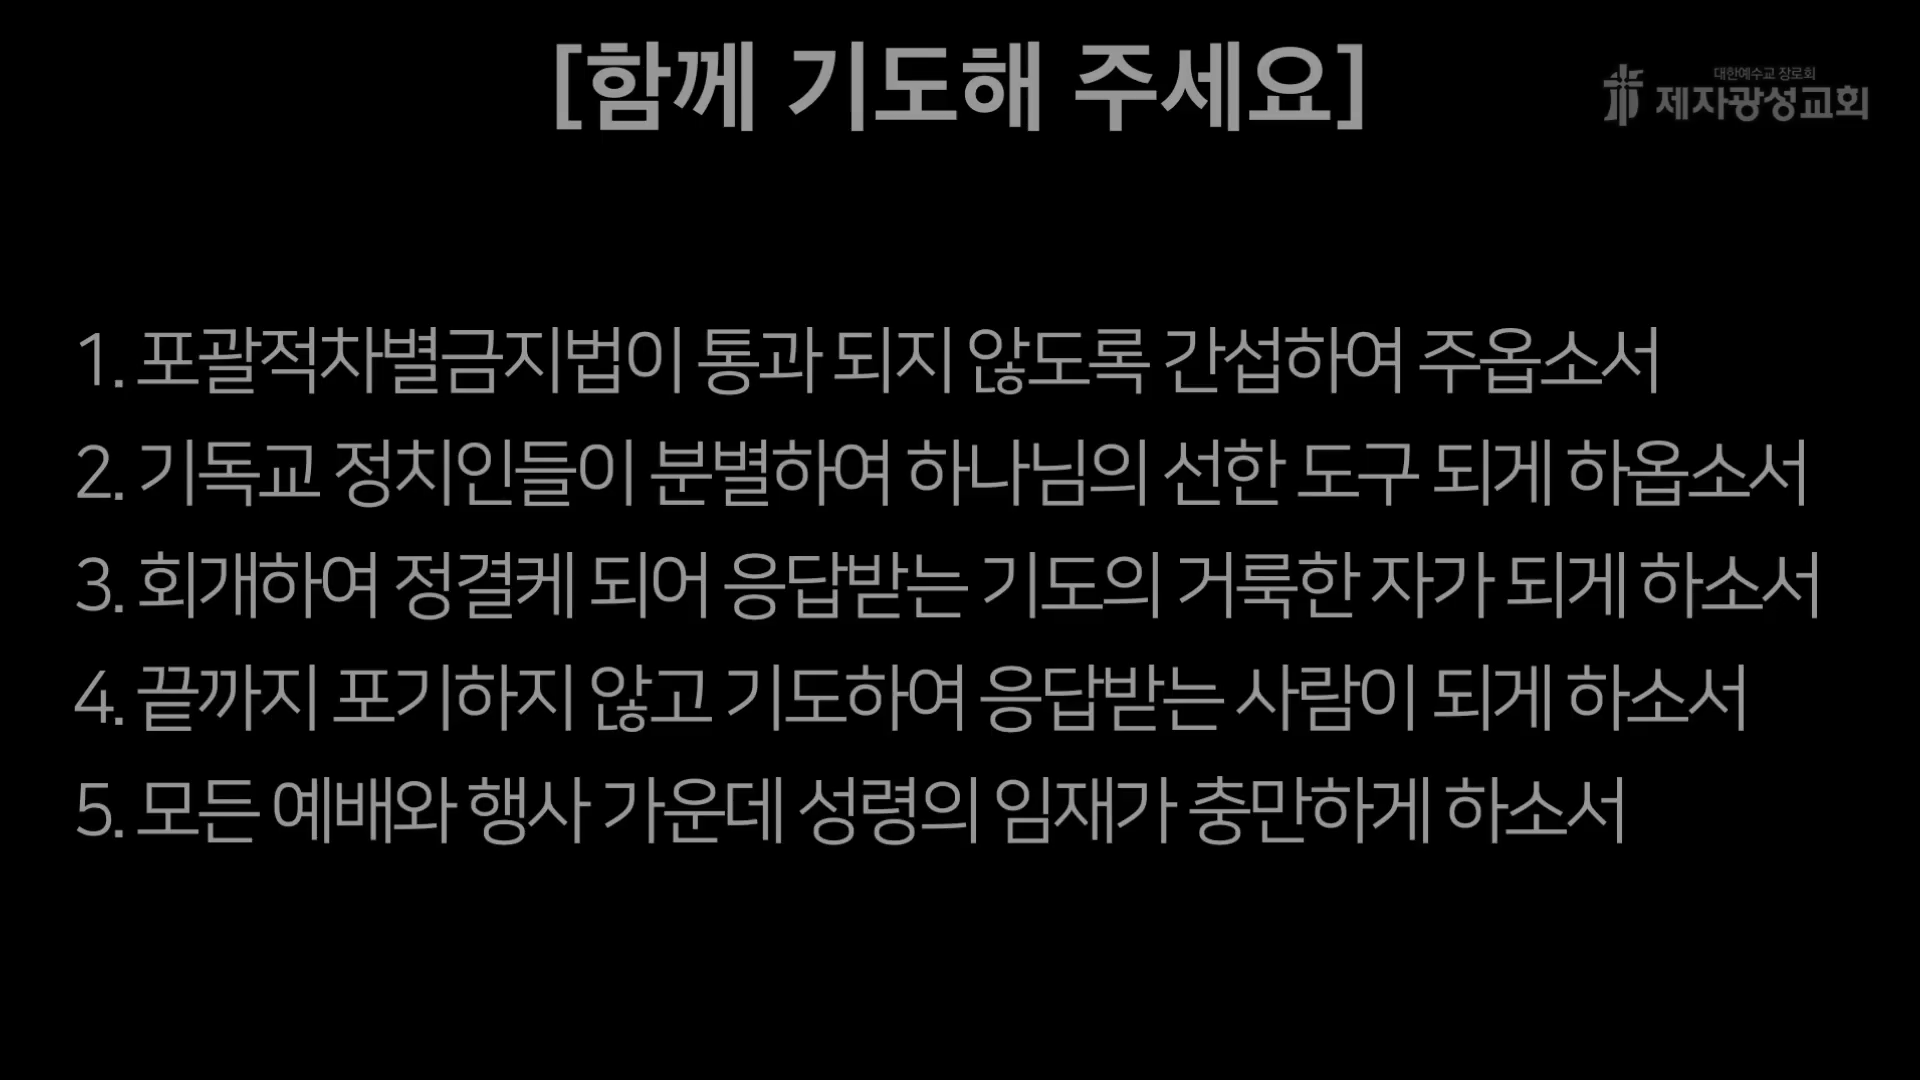 [함께 기도해 주세요]
대한예수교 장로회
제자광성교회
1. 포괄적차별금지법이 통과 되지 않도록 간섭하여 주옵소서
2. 기독교 정치인들이 분별하여 하나님의 선한 도구 되게 하옵소서
3. 회개하여 정결케 되어 응답받는 기도의 거룩한 자가 되게 하소서
4. 끝까지 포기하지 않고 기도하여 응답받는 사람이 되게 하소서
5. 모든 예배와 행사 가운데 성령의 임재가 충만하게 하소서